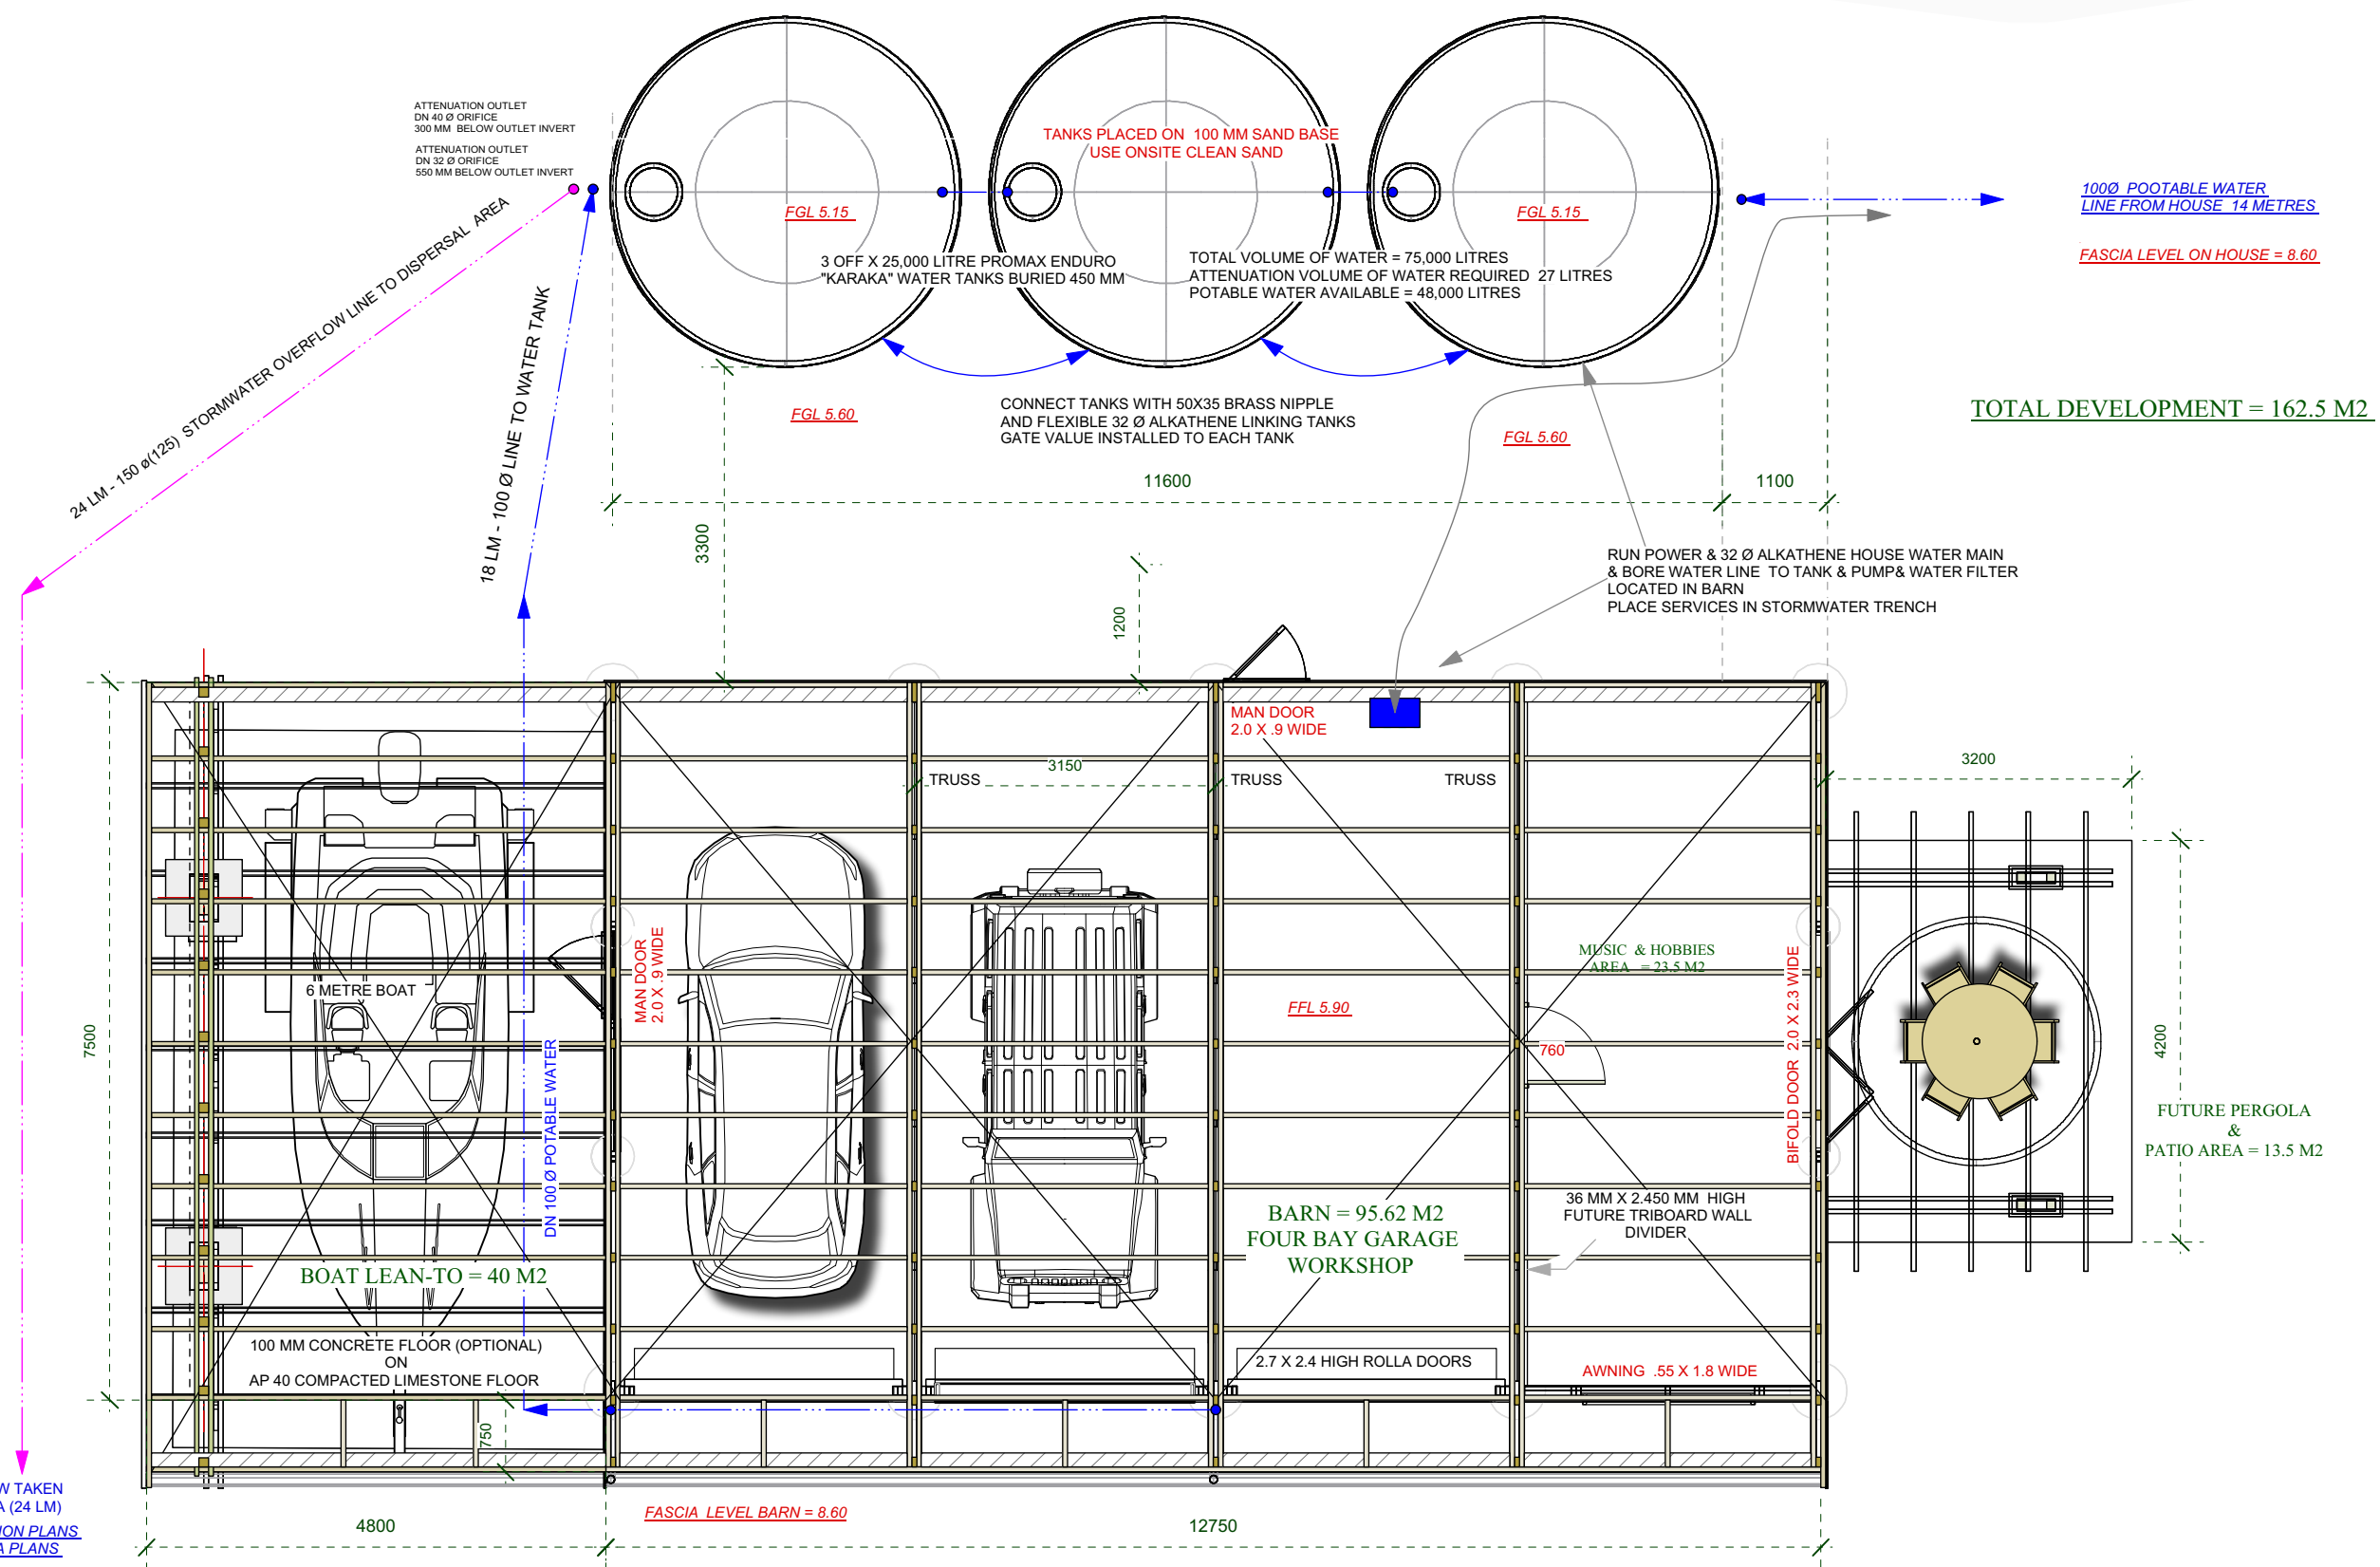 ATTENUATION OUTLET
DN 40 Ø ORIFICE
300 MM BELOW OUTLET INVERT
ATTENUATION OUTLET
DN 32 Ø ORIFICE
550 MM BELOW OUTLET INVERT
TANKS PLACED ON 100 MM SAND BASE
USE ONSITE CLEAN SAND
FGL 5.15
FGL 5.15
3 OFF X 25,000 LITRE PROMAX ENDURO
"KARAKA" WATER TANKS BURIED 450 MM
TOTAL VOLUME OF WATER = 75,000 LITRES
ATTENUATION VOLUME OF WATER REQUIRED 27 LITRES
POTABLE WATER AVAILABLE = 48,000 LITRES
100Ø POOTABLE WATER
LINE FROM HOUSE 14 METRES
FASCIA LEVEL ON HOUSE = 8.60
24 LM - 150 ø(125) STORMWATER OVERFLOW LINE TO DISPERSAL AREA
18 LM - 100 Ø LINE TO WATER TANK
FGL 5.60
CONNECT TANKS WITH 50X35 BRASS NIPPLE
AND FLEXIBLE 32 Ø ALKATHENE LINKING TANKS
GATE VALUE INSTALLED TO EACH TANK
FGL 5.60
TOTAL DEVELOPMENT = 162.5 M2
11600
1100
3300
1200
RUN POWER & 32 Ø ALKATHENE HOUSE WATER MAIN
& BORE WATER LINE TO TANK & PUMP& WATER FILTER
LOCATED IN BARN
PLACE SERVICES IN STORMWATER TRENCH
MAN DOOR
2.0 X .9 WIDE
TRUSS
3150
TRUSS
TRUSS
3200
7500
6 METRE BOAT
MAN DOOR
2.0 X .9 WIDE
DN 100 Ø POTABLE WATER
FFL 5.90
MUSIC & HOBBIES
AREA = 23.5 M2
760
BIFOLD DOOR 2.0 X 2.3 WIDE
4200
FUTURE PERGOLA
&
PATIO AREA = 13.5 M2
BARN = 95.62 M2
FOUR BAY GARAGE
WORKSHOP
36 MM X 2.450 MM HIGH
FUTURE TRIBOARD WALL
DIVIDER
BOAT LEAN-TO = 40 M2
100 MM CONCRETE FLOOR (OPTIONAL)
ON
AP 40 COMPACTED LIMESTONE FLOOR
2.7 X 2.4 HIGH ROLLA DOORS
AWNING .55 X 1.8 WIDE
750
W TAKEN
A (24 LM)
ION PLANS
A PLANS
FASCIA LEVEL BARN = 8.60
4800
12750